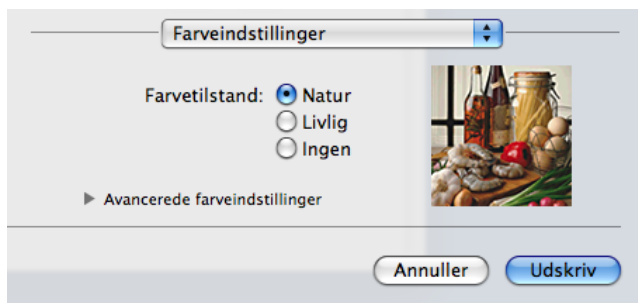 Farveindstillinger
Farvetilstand: Natur
Livlig
Ingen
Avancerede farveindstillinger
Annuller Udskriv